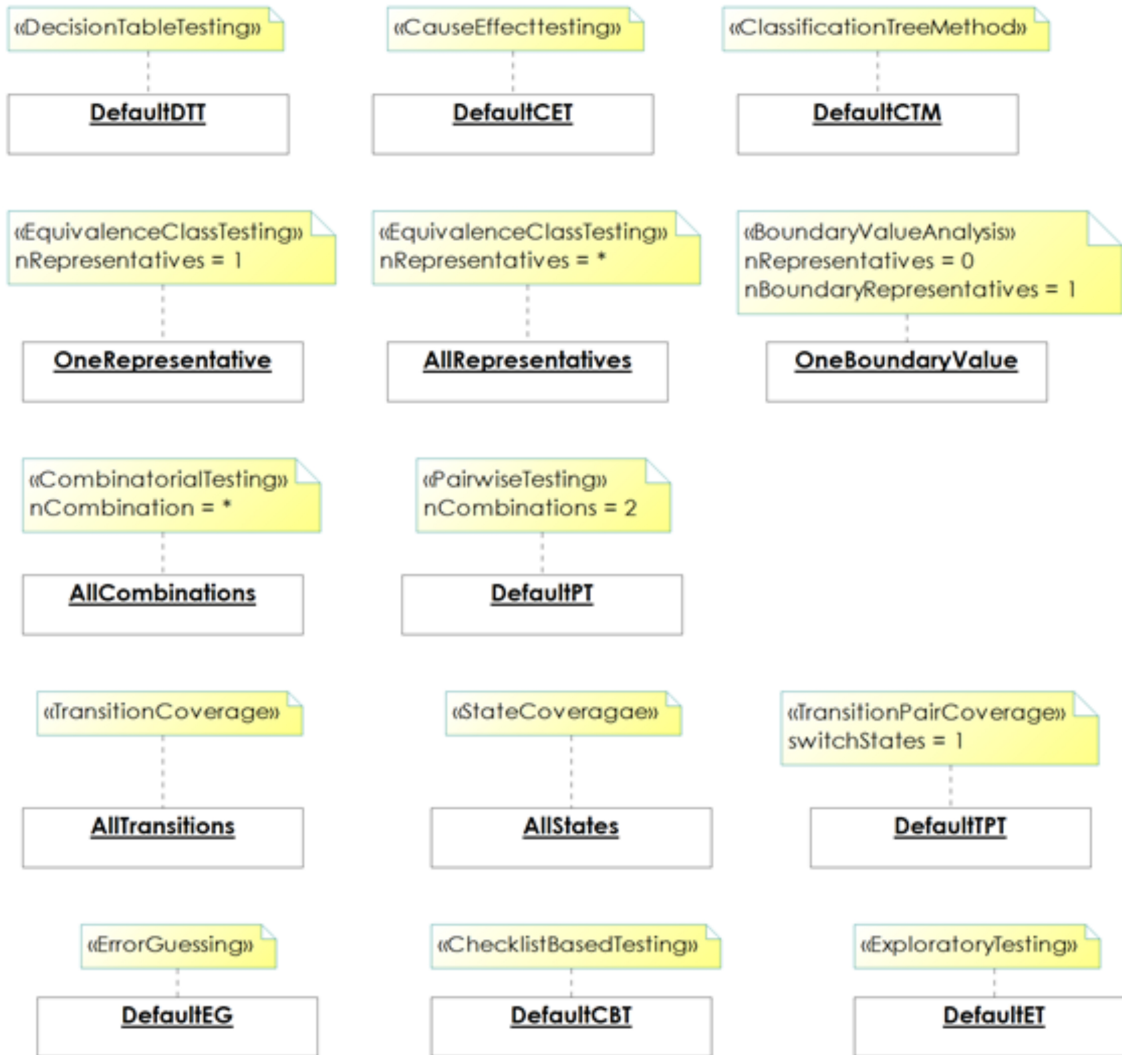 «DecisionTableTesting»
«CauseEffecttesting»
«ClassificationTreeMethod»
DefaultDTT
DefaultCET
DefaultCTM
«EquivalenceClassTesting»
nRepresentatives = 1
«EquivalenceClassTesting»
nRepresentatives = *
«BoundaryValueAnalysis»
nRepresentatives = 0
nBoundaryRepresentatives = 1
OneRepresentative
AllRepresentatives
OneBoundaryValue
«CombinatorialTesting»
nCombination = *
«PairwiseTesting»
nCombinations = 2
AllCombinations
DefaultPT
«TransitionCoverage»
«StateCoveragae»
«TransitionPairCoverage»
switchStates = 1
AllTransitions
AllStates
DefaultTPT
«ErrorGuessing»
«ChecklistBasedTesting»
«ExploratoryTesting»
DefaultEG
DefaultCBT
DefaultET